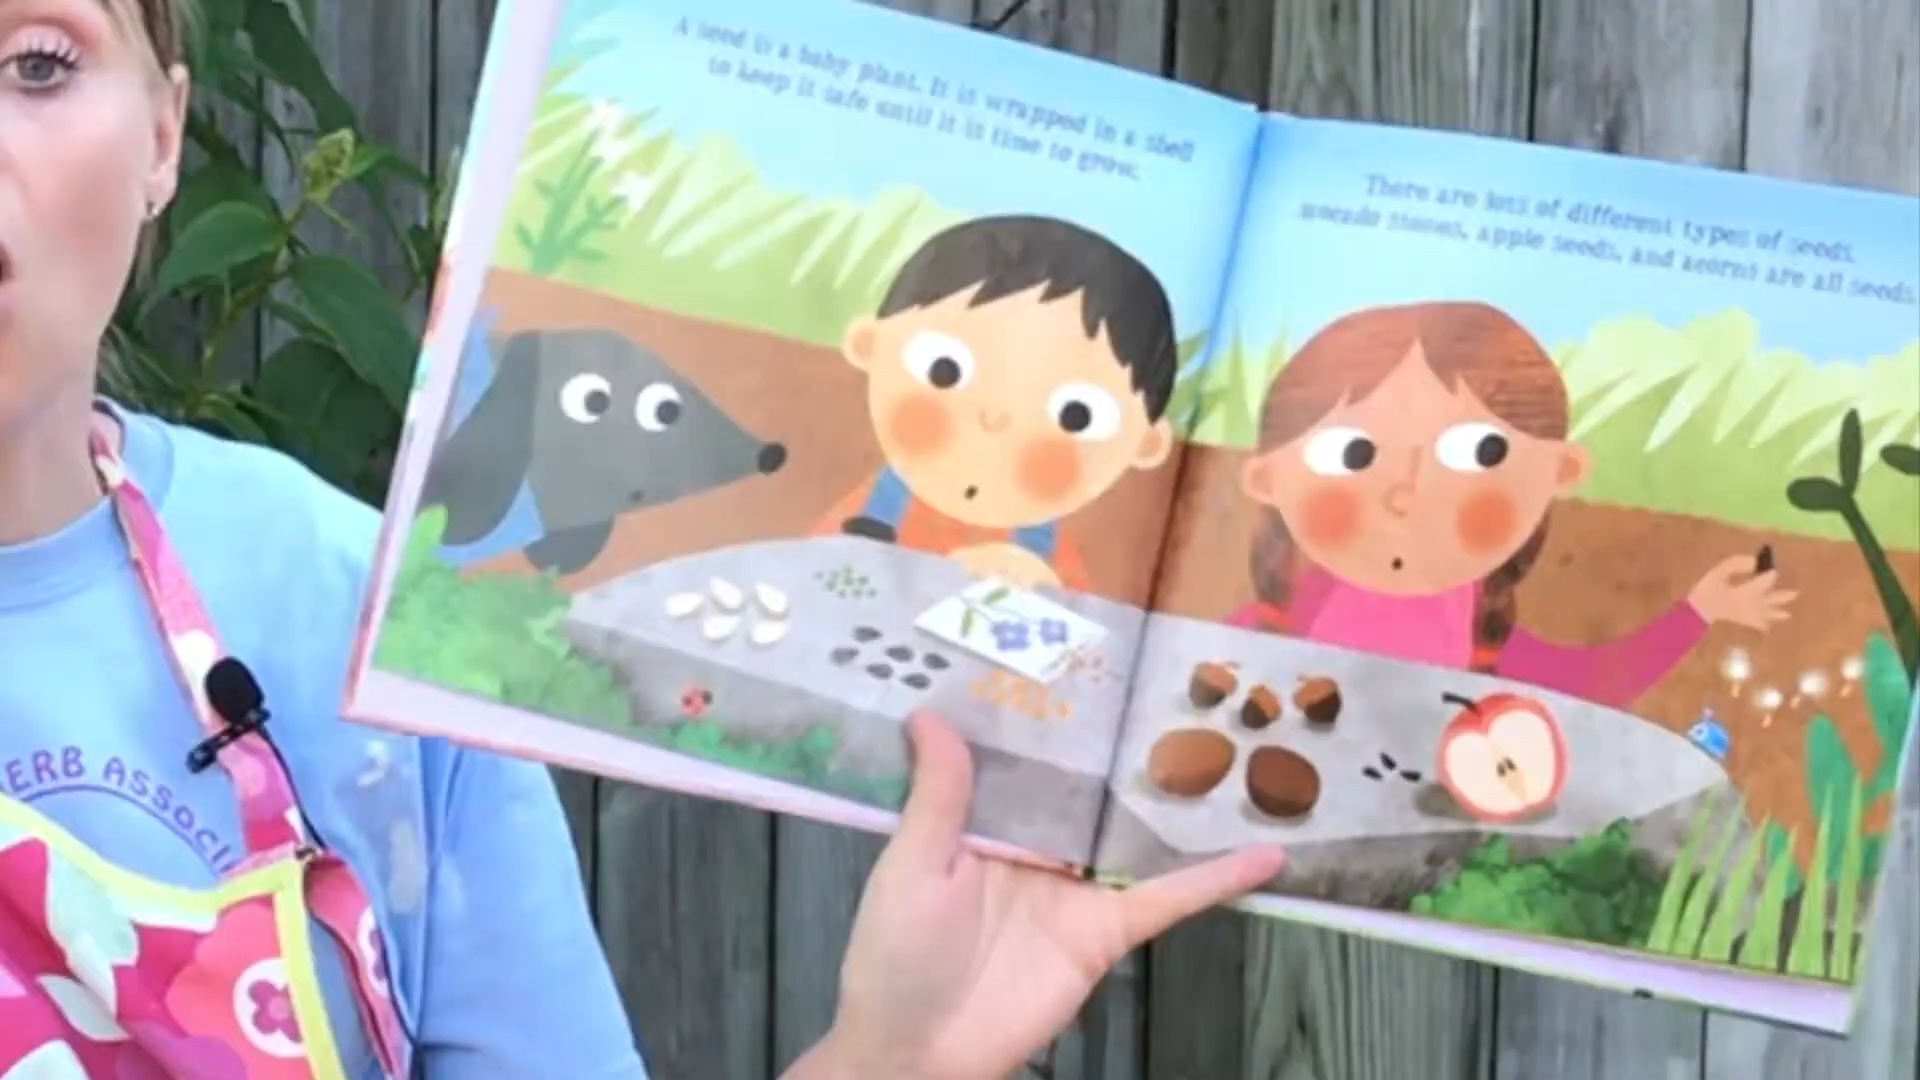 A seed is a baby plant. It is wrapped in a shell
to keep it safe until it is time to grow.
There are lots of different types of seeds.
stones, apple seeds, and acorns are all seeds.
ERB ASSOCI